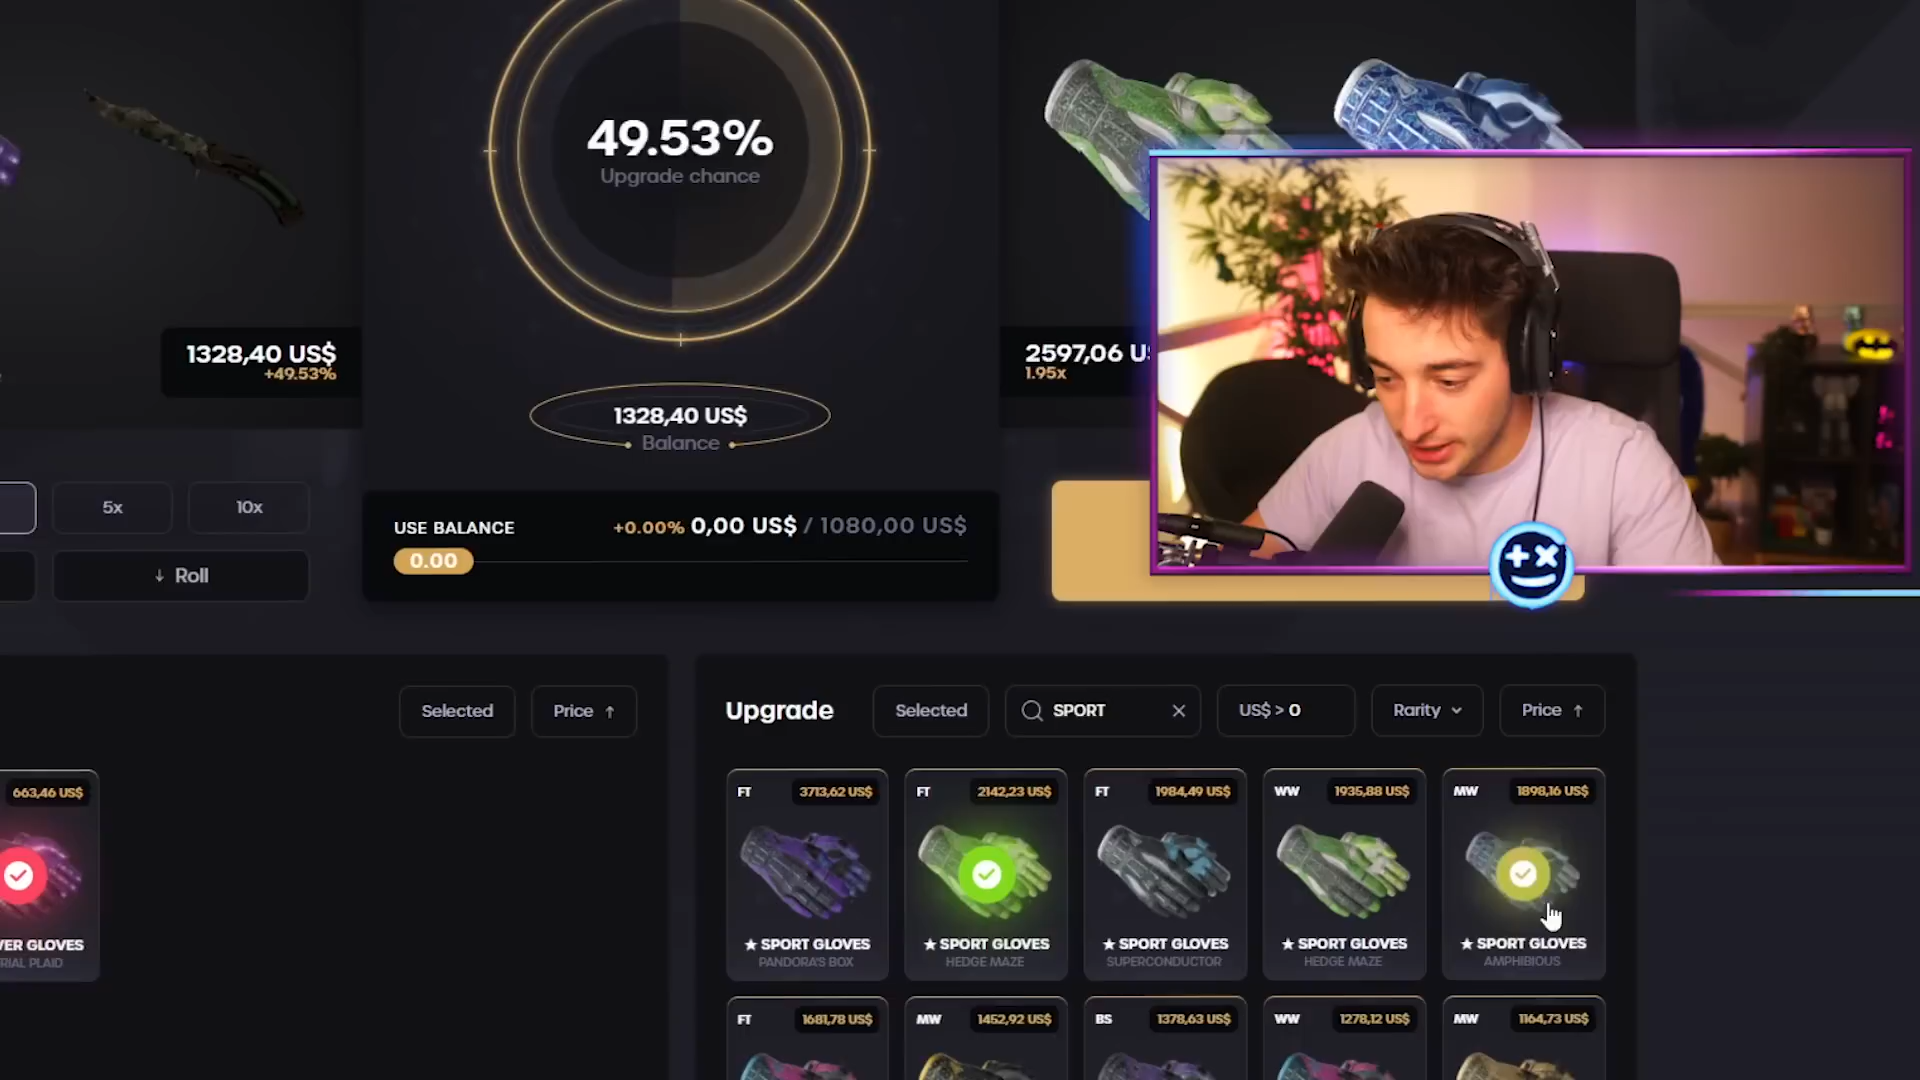 49.53%
Upgrade chance
1328,40 US$
+49.53%
1328,40 US$
Balance
2597,06 US
1.95x
5x
10x
↓ Roll
USE BALANCE
+0.00% 0,00 US$ / 1080,00 US$
0.00
Selected
Price ↑
663,46 US$
VER GLOVES
RIAL PLAID
Upgrade
Selected
SPORT
US$ > 0
Rarity
Price ↑
FT 3713,62 US$
★ SPORT GLOVES
PANDORA'S BOX
FT 2142,23 US$
★ SPORT GLOVES
HEDGE MAZE
FT 1984,49 US$
★ SPORT GLOVES
SUPERCONDUCTOR
WW 1935,88 US$
★ SPORT GLOVES
HEDGE MAZE
MW 1898,16 US$
★ SPORT GLOVES
AMPHIBIOUS
FT 1681,78 US$
MW 1452,92 US$
BS 1378,63 US$
WW 1278,12 US$
MW 1164,73 US$